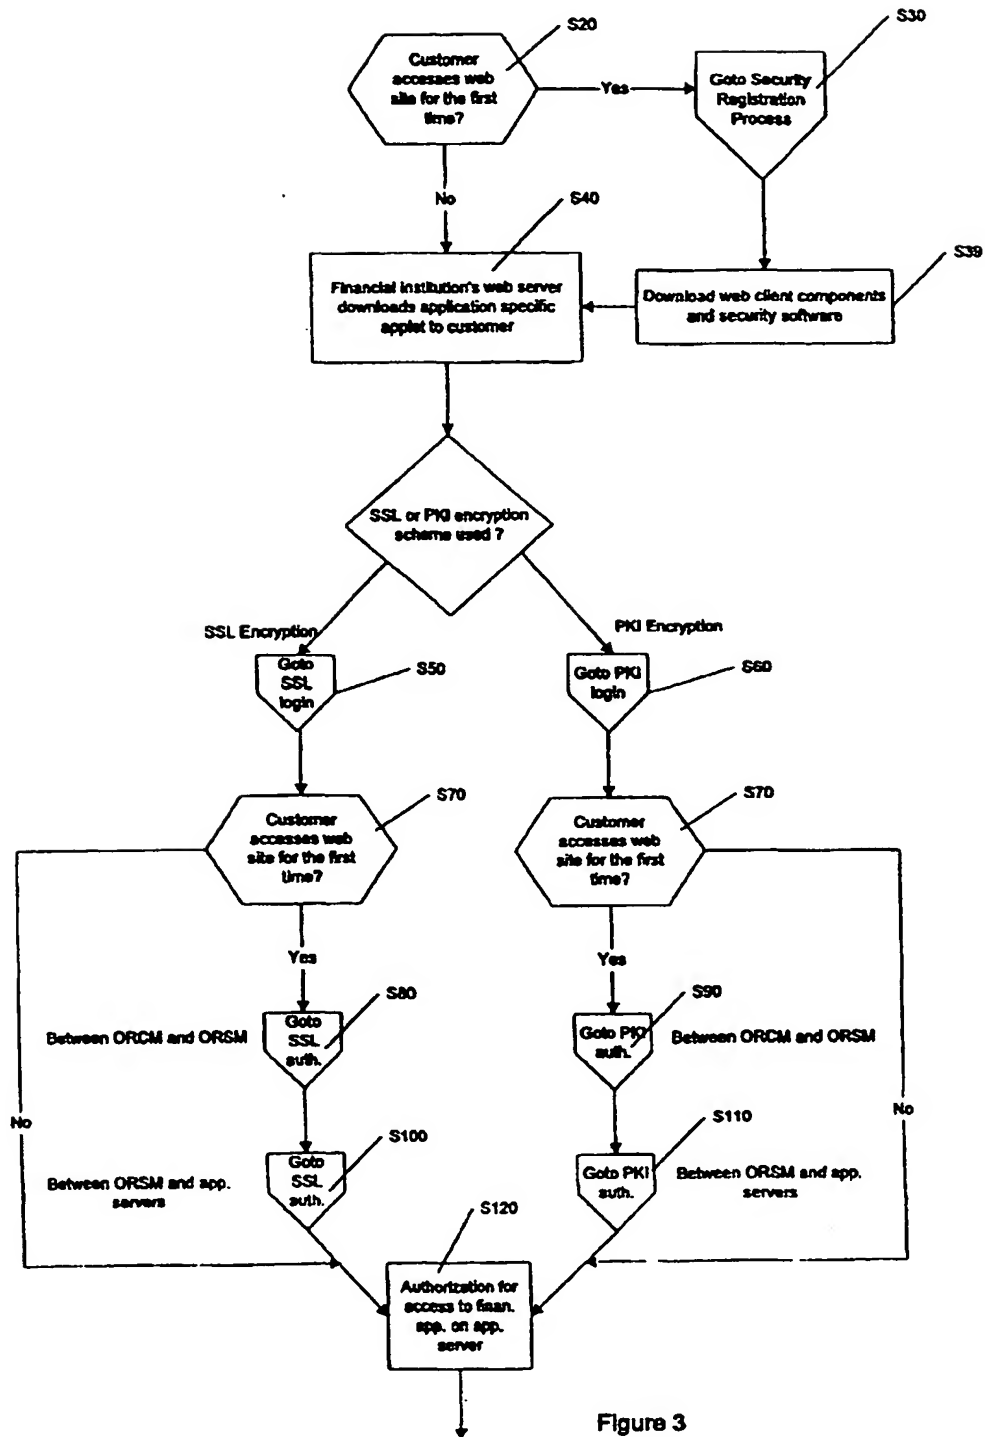 S20
S30
Customer
accesses web
site for the first
time?
Yes
Goto Security
Registration
Process
No
S40
S39
Financial institution's web server
downloads application specific
applet to customer
Download web client components
and security software
SSL or PKI encryption
scheme used ?
SSL Encryption
PKI Encryption
Goto
SSL
login
S50
Goto PKI
login
S60
S70
S70
Customer
accesses web
site for the first
time?
Customer
accesses web
site for the first
time?
Yes
Yes
S80
S90
Between ORCM and ORSM
Goto
SSL
auth.
Goto PKI
auth.
Between ORCM and ORSM
No
No
S100
S110
Between ORSM and app.
servers
Goto
SSL
auth.
Goto PKI
auth.
Between ORSM and app.
servers
S120
Authorization for
access to finan.
app. on app.
server
Figure 3